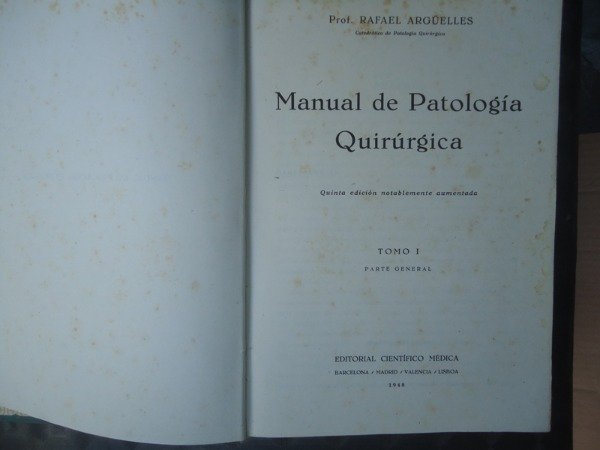 Prof. RAFAEL ARGÜELLES
Catedrático de Patología Quirúrgica
Manual de Patología
Quirúrgica
Quinta edición notablemente aumentada
TOMO I
PARTE GENERAL
EDITORIAL CIENTÍFICO MÉDICA
BARCELONA / MADRID / VALENCIA / LISBOA